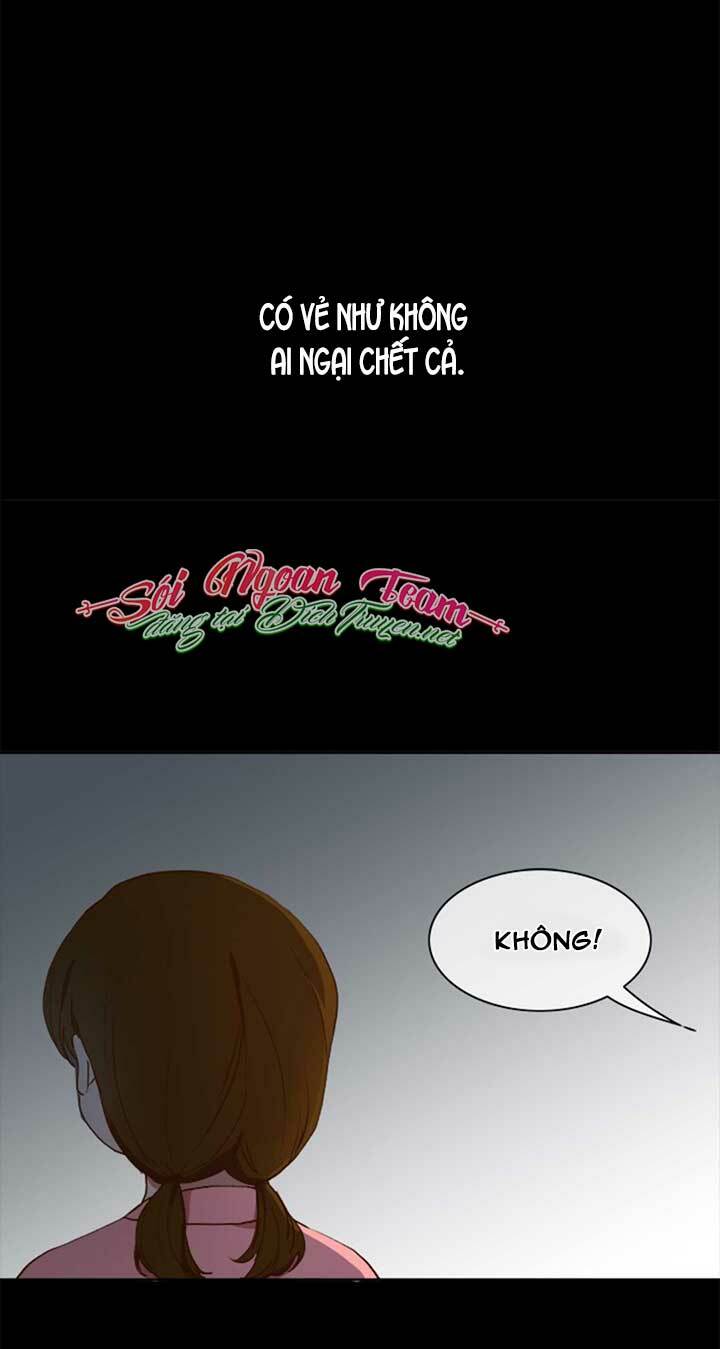 CÓ VẺ NHƯ KHÔNG
AI NGẠI CHẾT CẢ.
Sói Ngoan Team
đăng tại DichTruyen.net
KHÔNG!